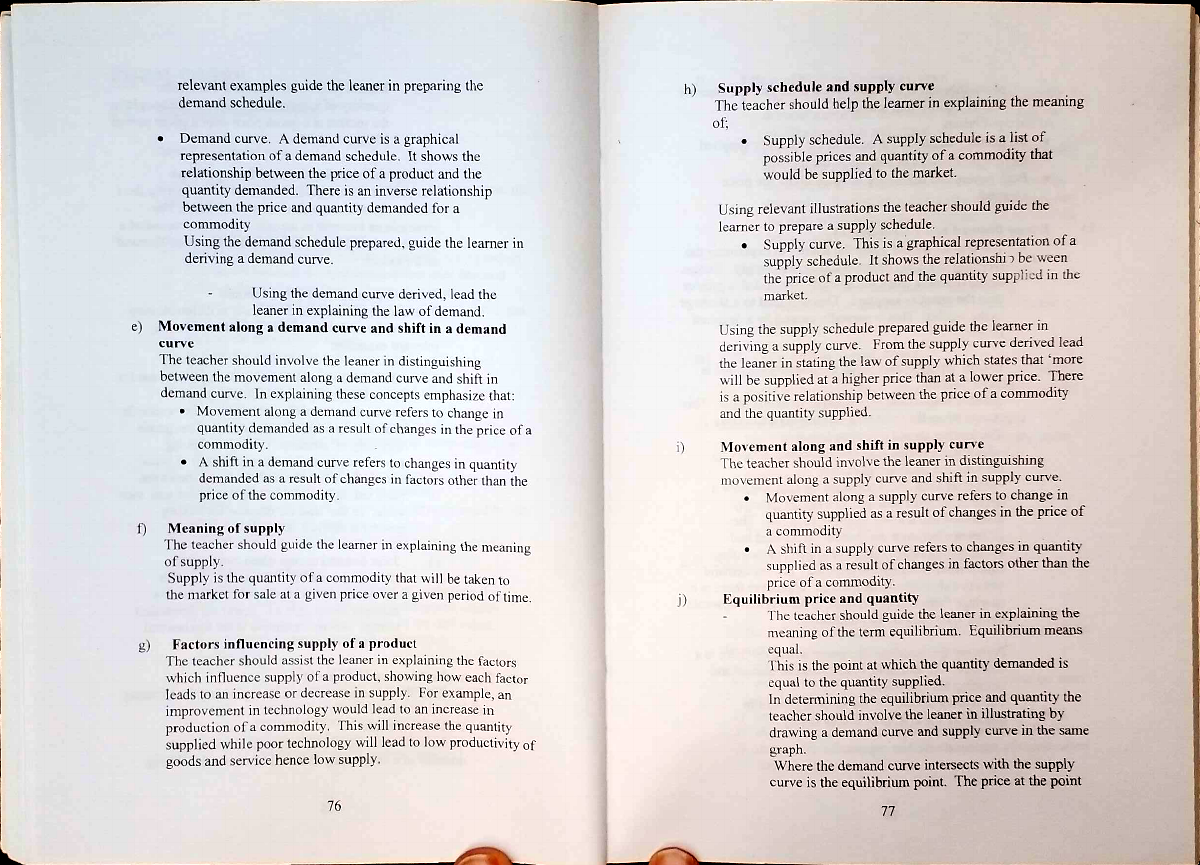 relevant examples guide the leaner in preparing the
demand schedule.
• Demand curve. A demand curve is a graphical
representation of a demand schedule. It shows the
relationship between the price of a product and the
quantity demanded. There is an inverse relationship
between the price and quantity demanded for a
commodity
Using the demand schedule prepared, guide the learner in
deriving a demand curve.
- Using the demand curve derived, lead the
leaner in explaining the law of demand.
e) Movement along a demand curve and shift in a demand
curve
The teacher should involve the leaner in distinguishing
between the movement along a demand curve and shift in
demand curve. In explaining these concepts emphasize that:
• Movement along a demand curve refers to change in
quantity demanded as a result of changes in the price of a
commodity.
• A shift in a demand curve refers to changes in quantity
demanded as a result of changes in factors other than the
price of the commodity.
f) Meaning of supply
The teacher should guide the learner in explaining the meaning
of supply.
Supply is the quantity of a commodity that will be taken to
the market for sale at a given price over a given period of time.
g) Factors influencing supply of a product
The teacher should assist the leaner in explaining the factors
which influence supply of a product, showing how each factor
leads to an increase or decrease in supply. For example, an
improvement in technology would lead to an increase in
production of a commodity. This will increase the quantity
supplied while poor technology will lead to low productivity of
goods and service hence low supply.
76
h) Supply schedule and supply curve
The teacher should help the learner in explaining the meaning
of;
• Supply schedule. A supply schedule is a list of
possible prices and quantity of a commodity that
would be supplied to the market.
Using relevant illustrations the teacher should guide the
learner to prepare a supply schedule.
• Supply curve. This is a graphical representation of a
supply schedule. It shows the relationship between
the price of a product and the quantity supplied in the
market.
Using the supply schedule prepared guide the learner in
deriving a supply curve. From the supply curve derived lead
the leaner in stating the law of supply which states that ‘more
will be supplied at a higher price than at a lower price. There
is a positive relationship between the price of a commodity
and the quantity supplied.
i) Movement along and shift in supply curve
The teacher should involve the leaner in distinguishing
movement along a supply curve and shift in supply curve.
• Movement along a supply curve refers to change in
quantity supplied as a result of changes in the price of
a commodity
• A shift in a supply curve refers to changes in quantity
supplied as a result of changes in factors other than the
price of a commodity.
j) Equilibrium price and quantity
- The teacher should guide the leaner in explaining the
meaning of the term equilibrium. Equilibrium means
equal.
This is the point at which the quantity demanded is
equal to the quantity supplied.
In determining the equilibrium price and quantity the
teacher should involve the leaner in illustrating by
drawing a demand curve and supply curve in the same
graph.
Where the demand curve intersects with the supply
curve is the equilibrium point. The price at the point
77